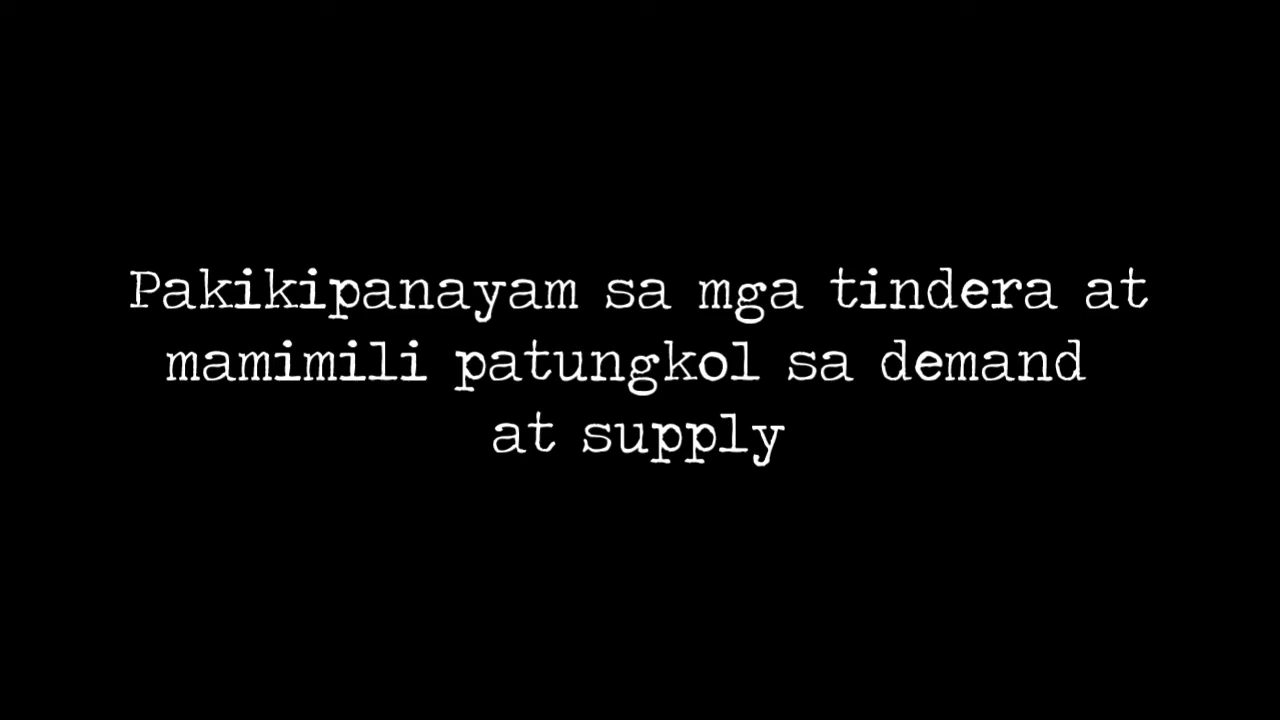 Pakikipanayam sa mga tindera at
mamimili patungkol sa demand
at supply